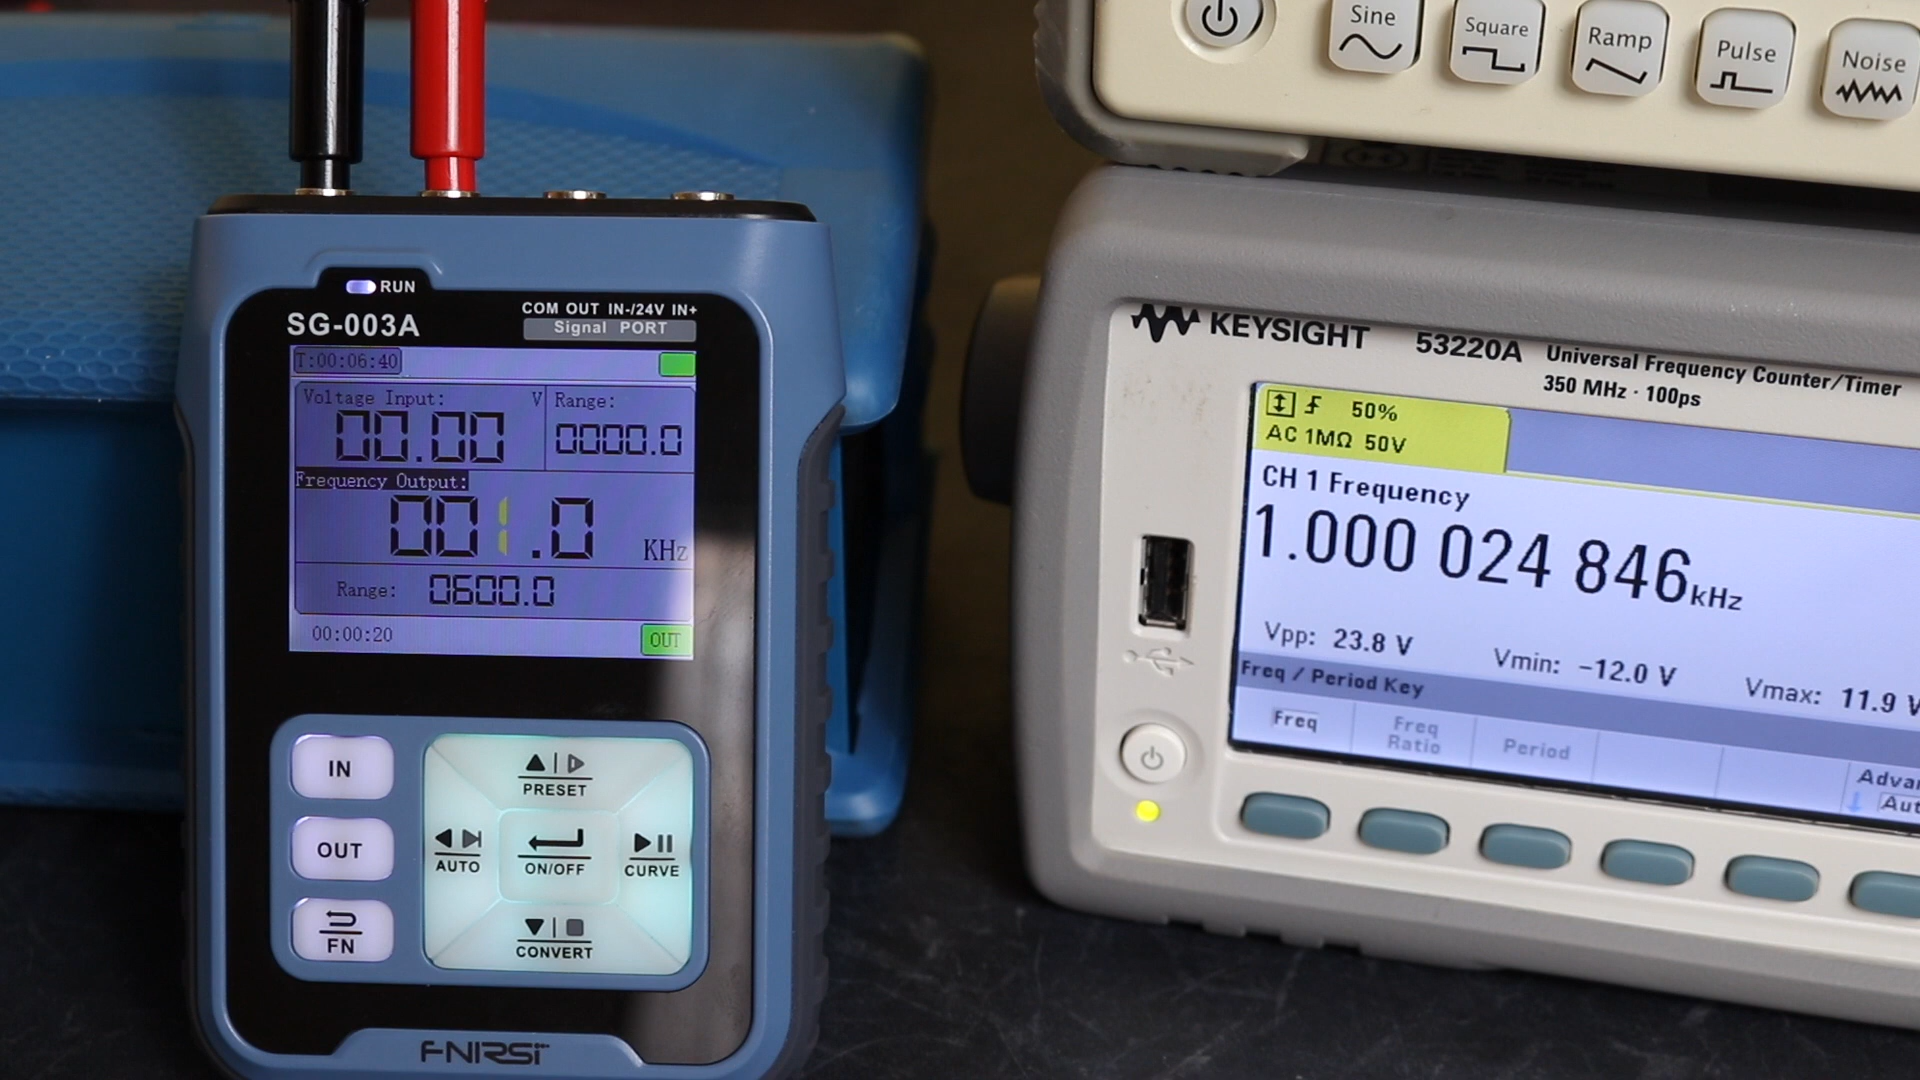 Sine
Square
Ramp
Pulse
Noise
RUN
SG-003A
COM OUT IN-/24V IN+
Signal PORT
T:00:06:40
Voltage Input: V
00.00
Range:
0000.0
Frequency Output:
001.0 KHz
Range: 0600.0
00:00:20
OUT
IN
OUT
FN
PRESET
AUTO
ON/OFF
CURVE
CONVERT
FNIRSI
KEYSIGHT 53220A Universal Frequency Counter/Timer
350 MHz · 100ps
50%
AC 1MΩ 50V
CH 1 Frequency
1.000 024 846 kHz
Vpp: 23.8 V Vmin: -12.0 V Vmax: 11.9 V
Freq / Period Key
Freq
Freq
Ratio
Period